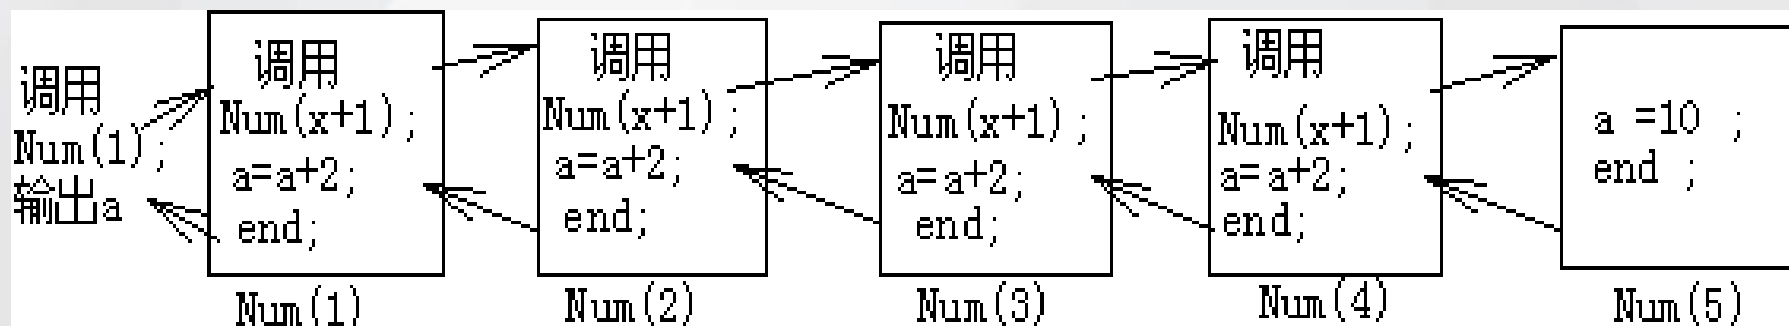 调用
Num(1);
输出a
调用
Num(x+1);
a=a+2;
end;
Num(1)
调用
Num(x+1);
a=a+2;
end;
Num(2)
调用
Num(x+1);
a=a+2;
end;
Num(3)
调用
Num(x+1);
a=a+2;
end;
Num(4)
a =10 ;
end ;
Num(5)